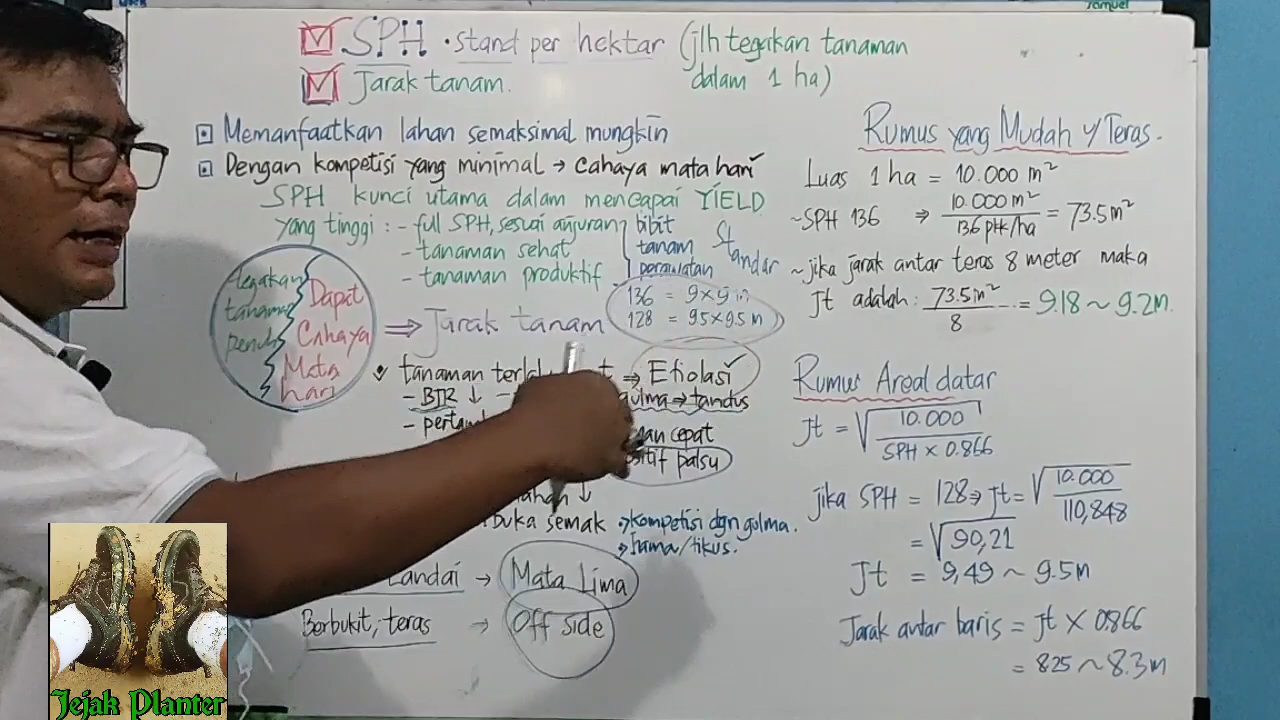 Samuel
SPH • stand per hektar (jlh tegakan tanaman
dalam 1 ha)
Jarak tanam.
Memanfaatkan lahan semaksimal mungkin
Dengan kompetisi yang minimal → cahaya mata hari
SPH kunci utama dalam mencapai YIELD
yang tinggi : - full SPH, sesuai anjuran
- tanaman sehat
- tanaman produktif
bibit
tanam
perawatan
Standar
136 = 9 x 9 m
128 = 9.5 x 9.5 m
tegakan
tanaman
penuh
Dapat
Cahaya
Mata
hari
⇒ Jarak tanam
tanaman ⇒ Etiolasi
- BJR ↓ - gulma → tandus
cepat
palsu
↓
semak → kompetisi dgn gulma.
→ hama/tikus.
Landai → Mata Lima
Berbukit, teras → Off side
Rumus yang Mudah u/ Teras.
Luas 1 ha = 10.000 m²
~ SPH 136 ⇒ 10.000 m² / 136 pkk/ha = 73.5 m²
~ jika jarak antar teras 8 meter maka
Jt adalah : 73.5 m² / 8 = 9.18 ~ 9.2 m.
Rumus Areal datar
Jt = √ 10.000 / SPH x 0.866
jika SPH = 128 ⇒ Jt = √ 10.000 / 110,848
= √ 90,21
Jt = 9,49 ~ 9.5 m
Jarak antar baris = Jt x 0.866
= 8.25 ~ 8.3 m
Jejak Planter